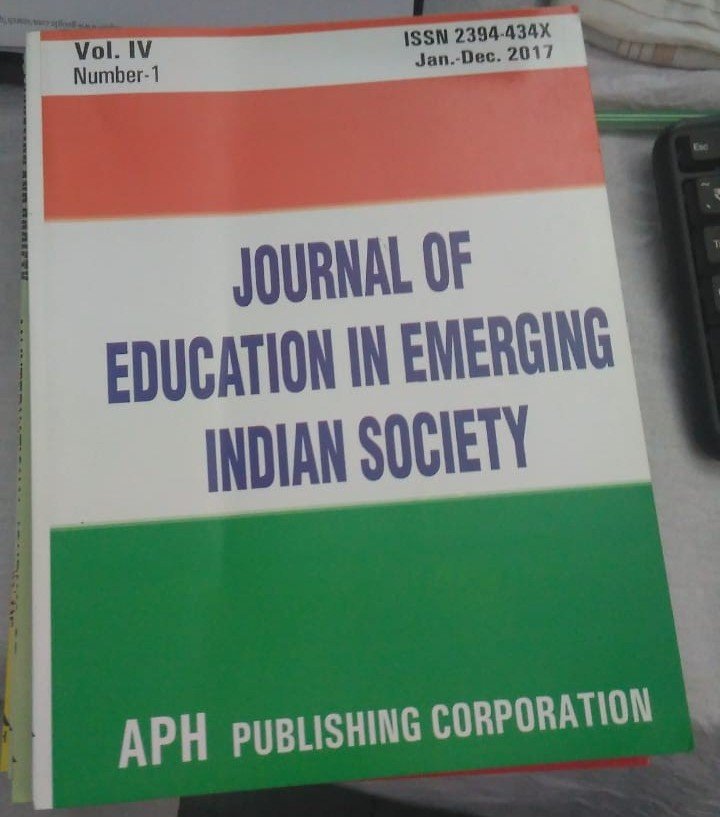 Vol. IV
Number-1
ISSN 2394-434X
Jan.-Dec. 2017
JOURNAL OF
EDUCATION IN EMERGING
INDIAN SOCIETY
APH PUBLISHING CORPORATION
Esc